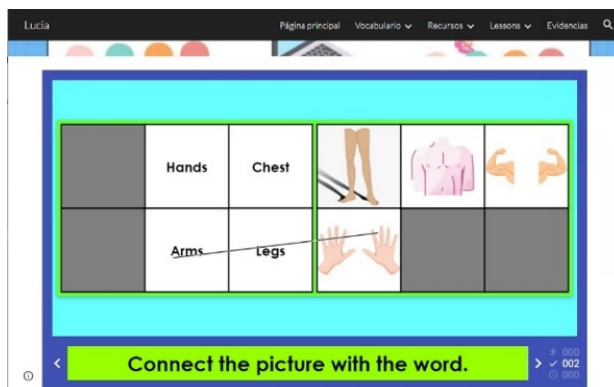 Lucia
Página principal Vocabulario Recursos Lessons Evidencias
Hands Chest
Arms Legs
Connect the picture with the word.
000
002
000